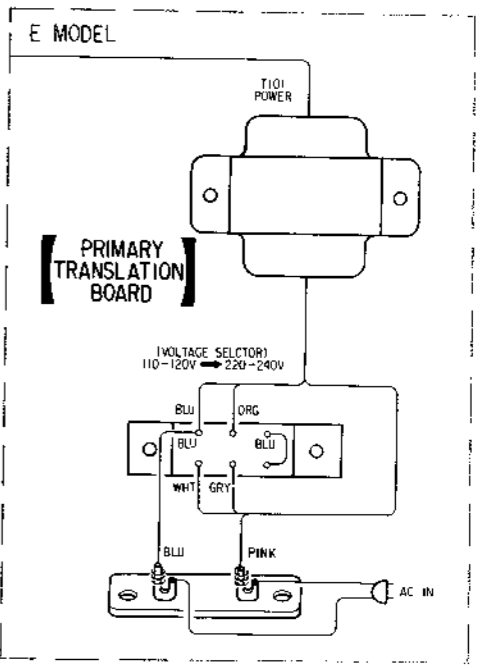 E MODEL
T101
POWER
PRIMARY
TRANSLATION
BOARD
(VOLTAGE SELCTOR)
110-120V ➡ 220-240V
BLU
ORG
BLU
BLU
WHT
GRY
BLU
PINK
AC IN